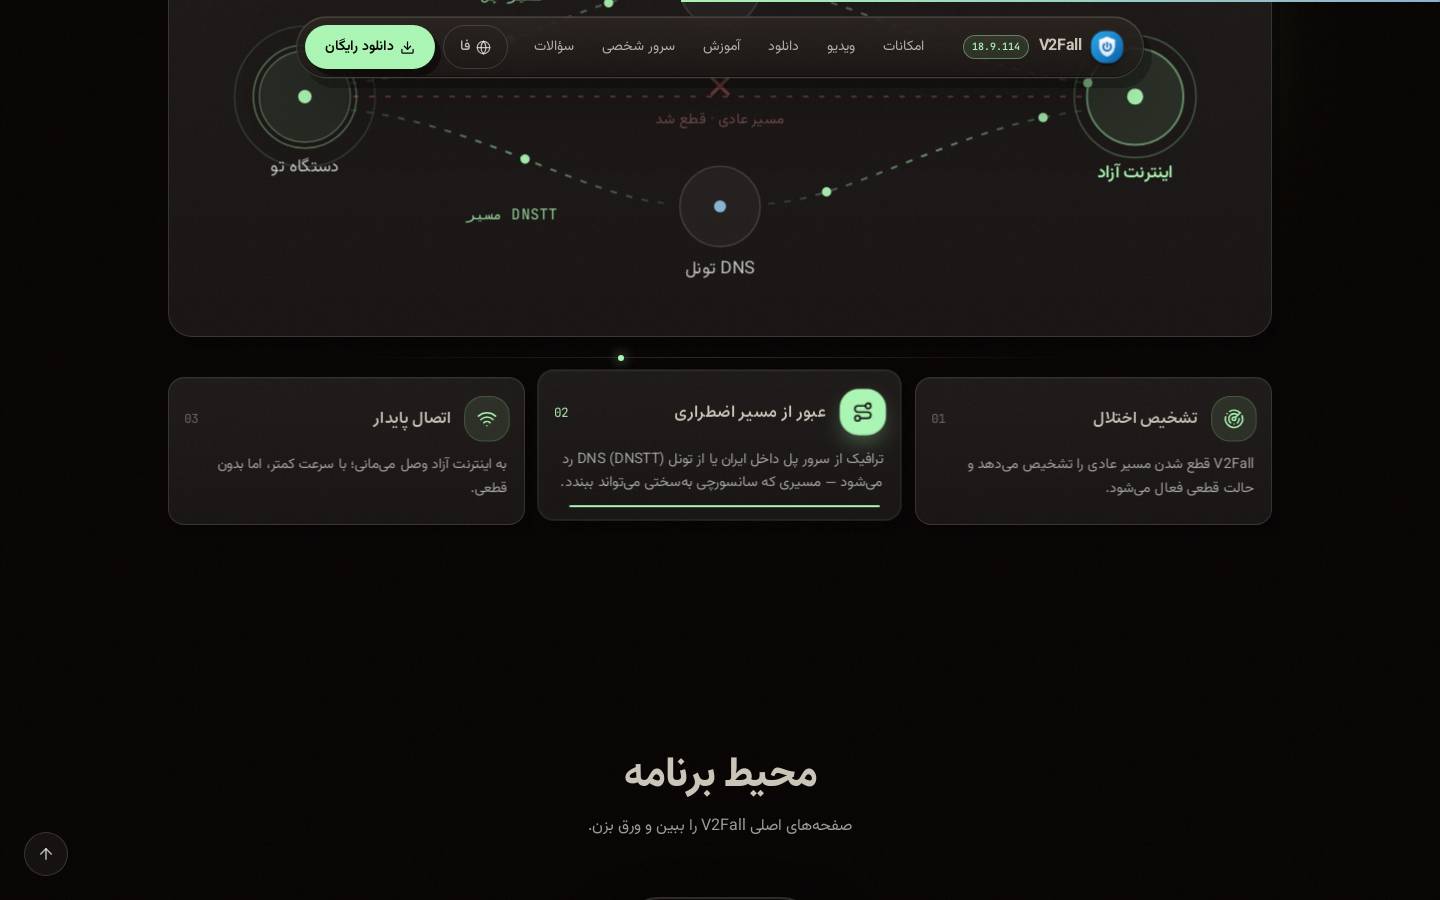 V2Fall
18.9.114
امکانات
ویدیو
دانلود
آموزش
سرور شخصی
سؤالات
فا
دانلود رایگان
مسیر عادی · قطع شد
اینترنت آزاد
دستگاه تو
مسیر DNSTT
تونل DNS
تشخیص اختلال
01
V2Fall قطع شدن مسیر عادی را تشخیص می‌دهد و
حالت قطعی فعال می‌شود.
عبور از مسیر اضطراری
02
ترافیک از سرور پل داخل ایران یا از تونل DNS (DNSTT) رد
می‌شود — مسیری که سانسورچی به‌سختی می‌تواند ببندد.
اتصال پایدار
03
به اینترنت آزاد وصل می‌مانی؛ با سرعت کمتر، اما بدون
قطعی.
محیط برنامه
صفحه‌های اصلی V2Fall را ببین و ورق بزن.